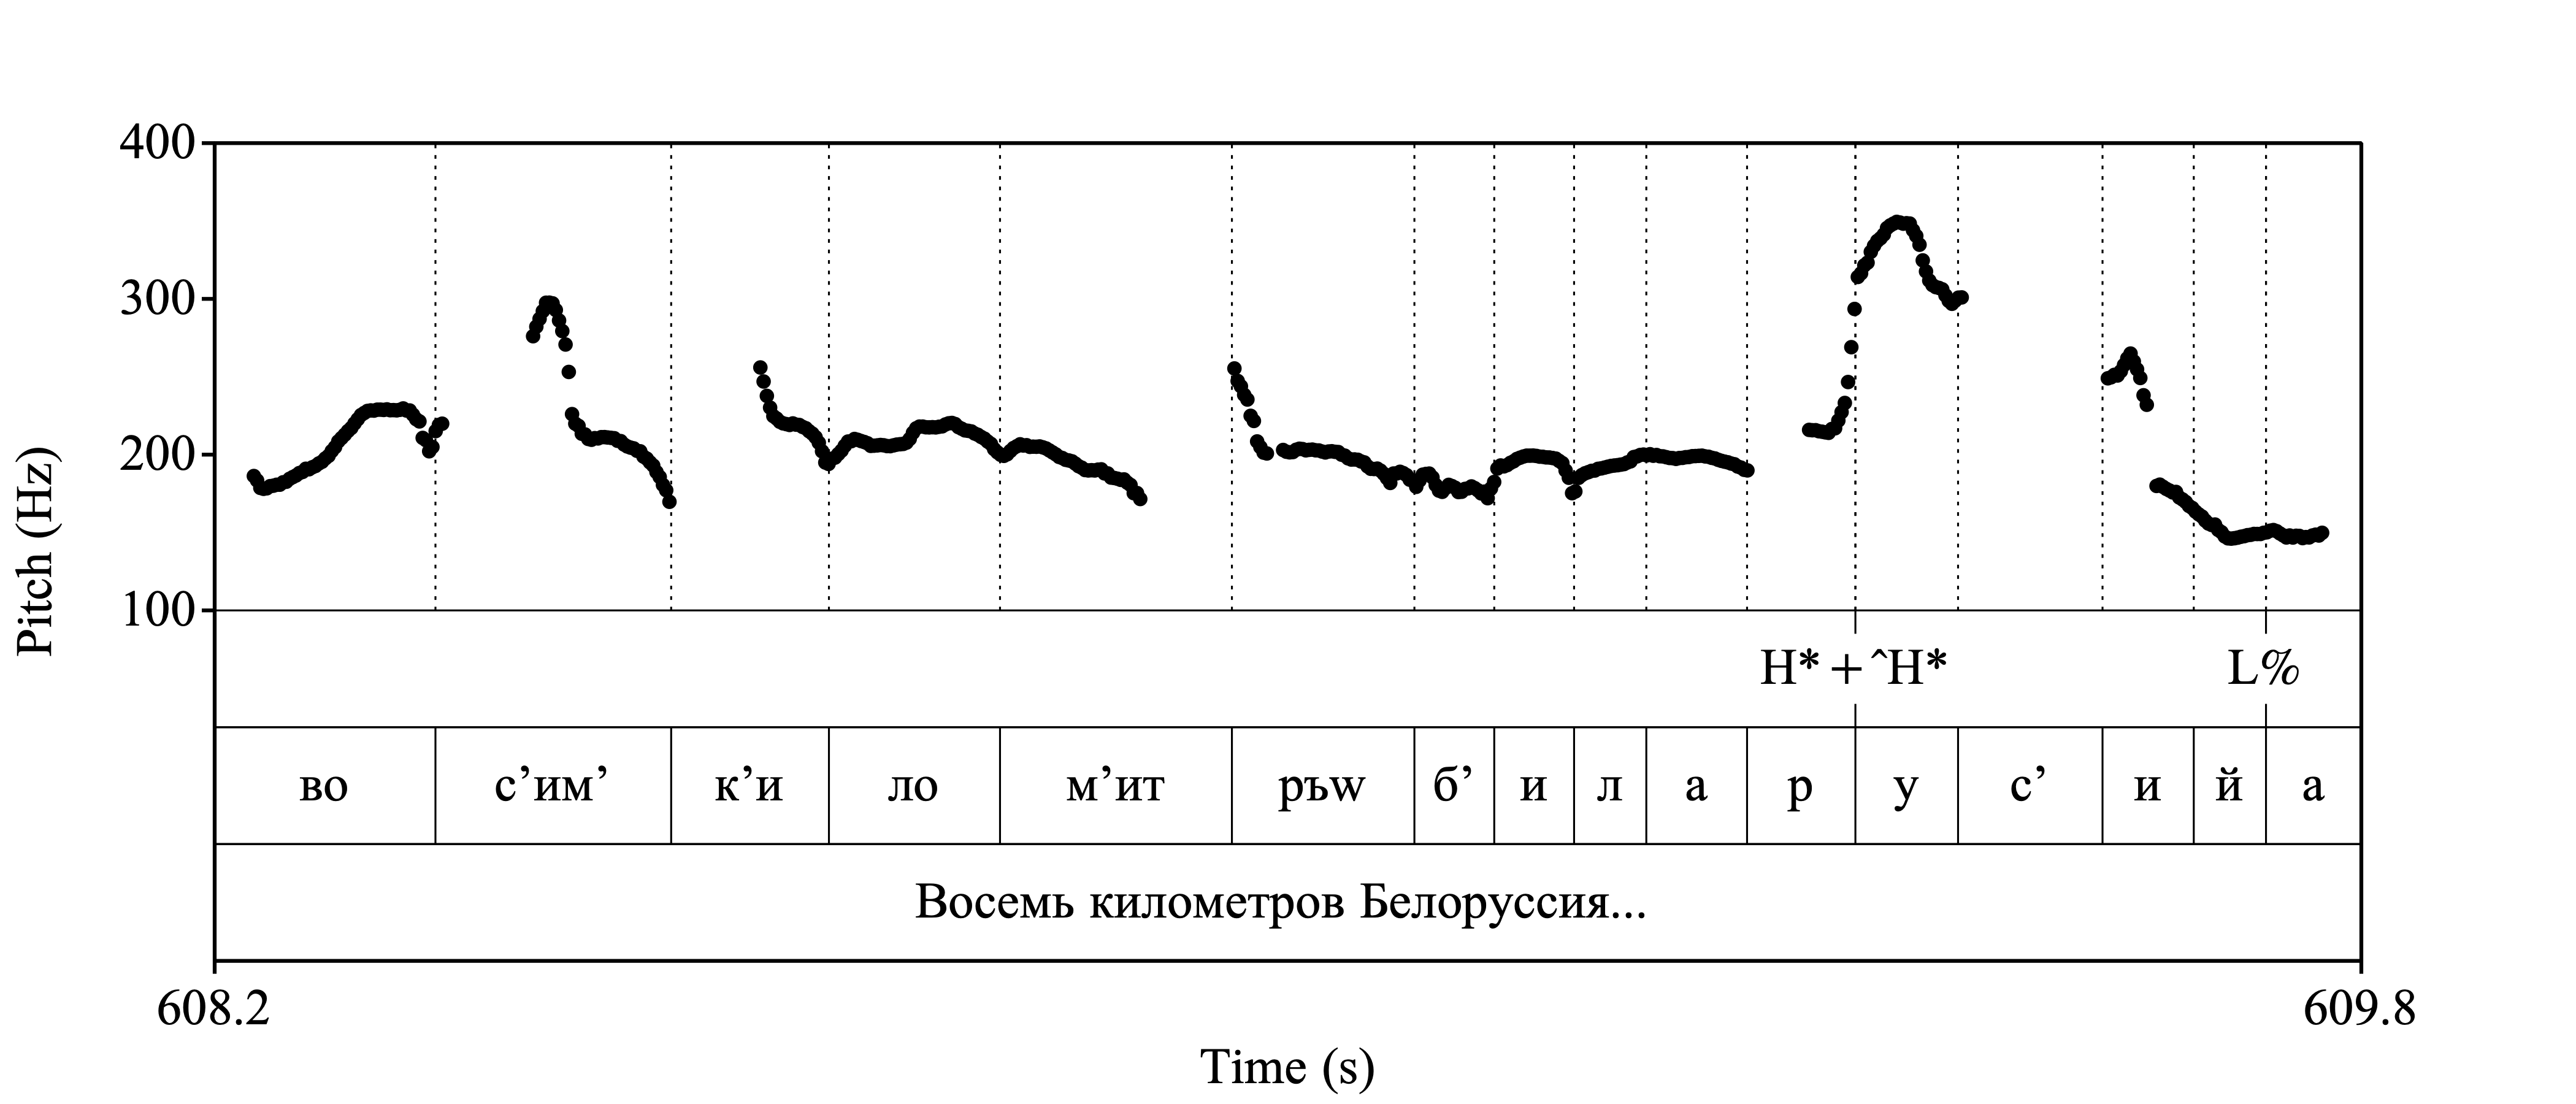 400
300
200
100
Pitch (Hz)
H* + ˆH* L%
во с’им’ к’и ло м’ит ръw б’ и л а р у с’ и й а
Восемь километров Белоруссия...
608.2 609.8
Time (s)